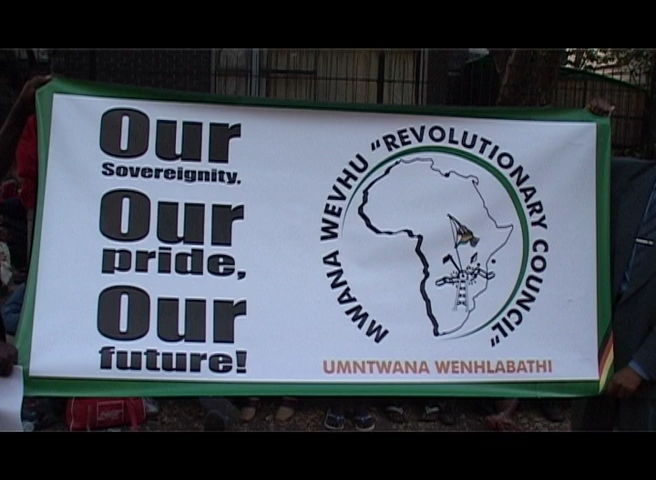 Our
Sovereignty,
Our
pride,
Our
future!
MWANA WEVHU "REVOLUTIONARY COUNCIL"
UMNTWANA WENHLABATHI